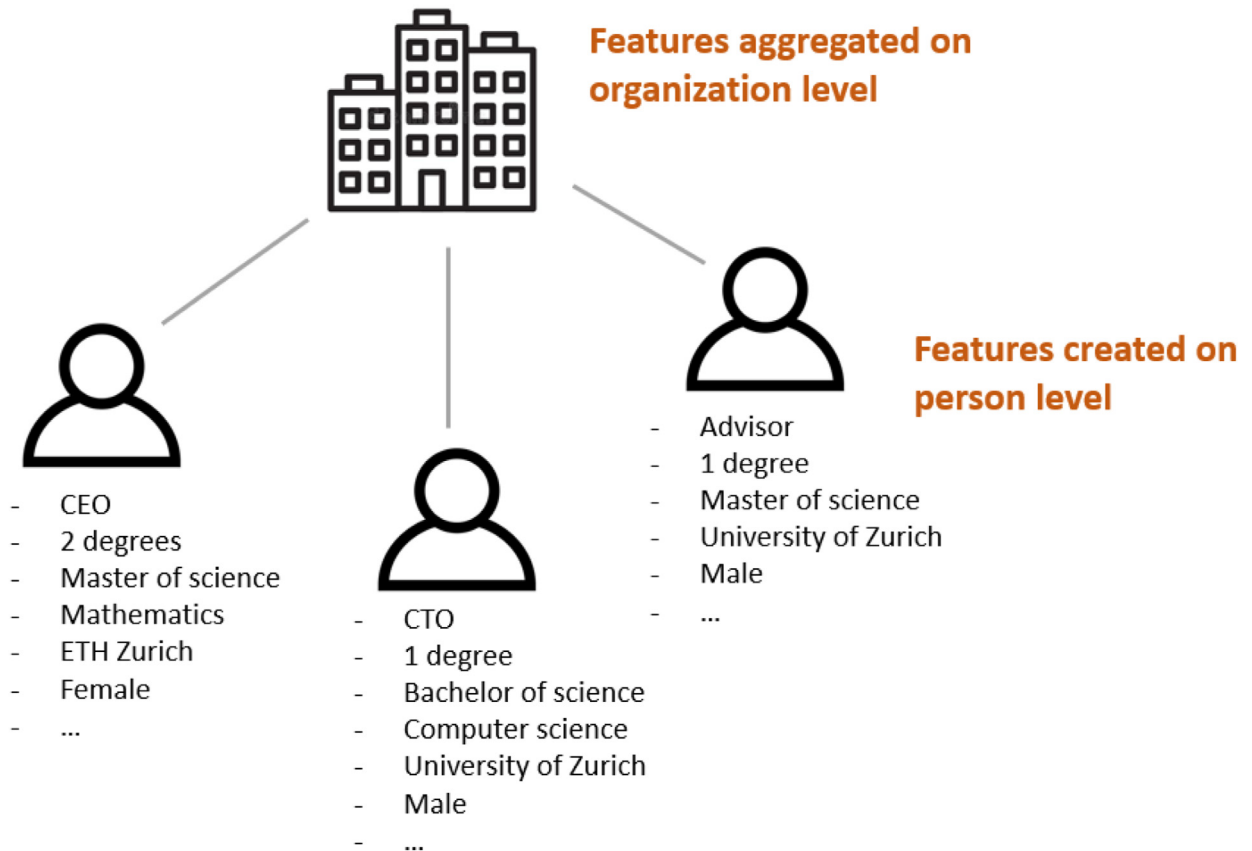 Features aggregated on
organization level
Features created on
person level
- CEO
- 2 degrees
- Master of science
- Mathematics
- ETH Zurich
- Female
- ...
- CTO
- 1 degree
- Bachelor of science
- Computer science
- University of Zurich
- Male
- ...
- Advisor
- 1 degree
- Master of science
- University of Zurich
- Male
- ...